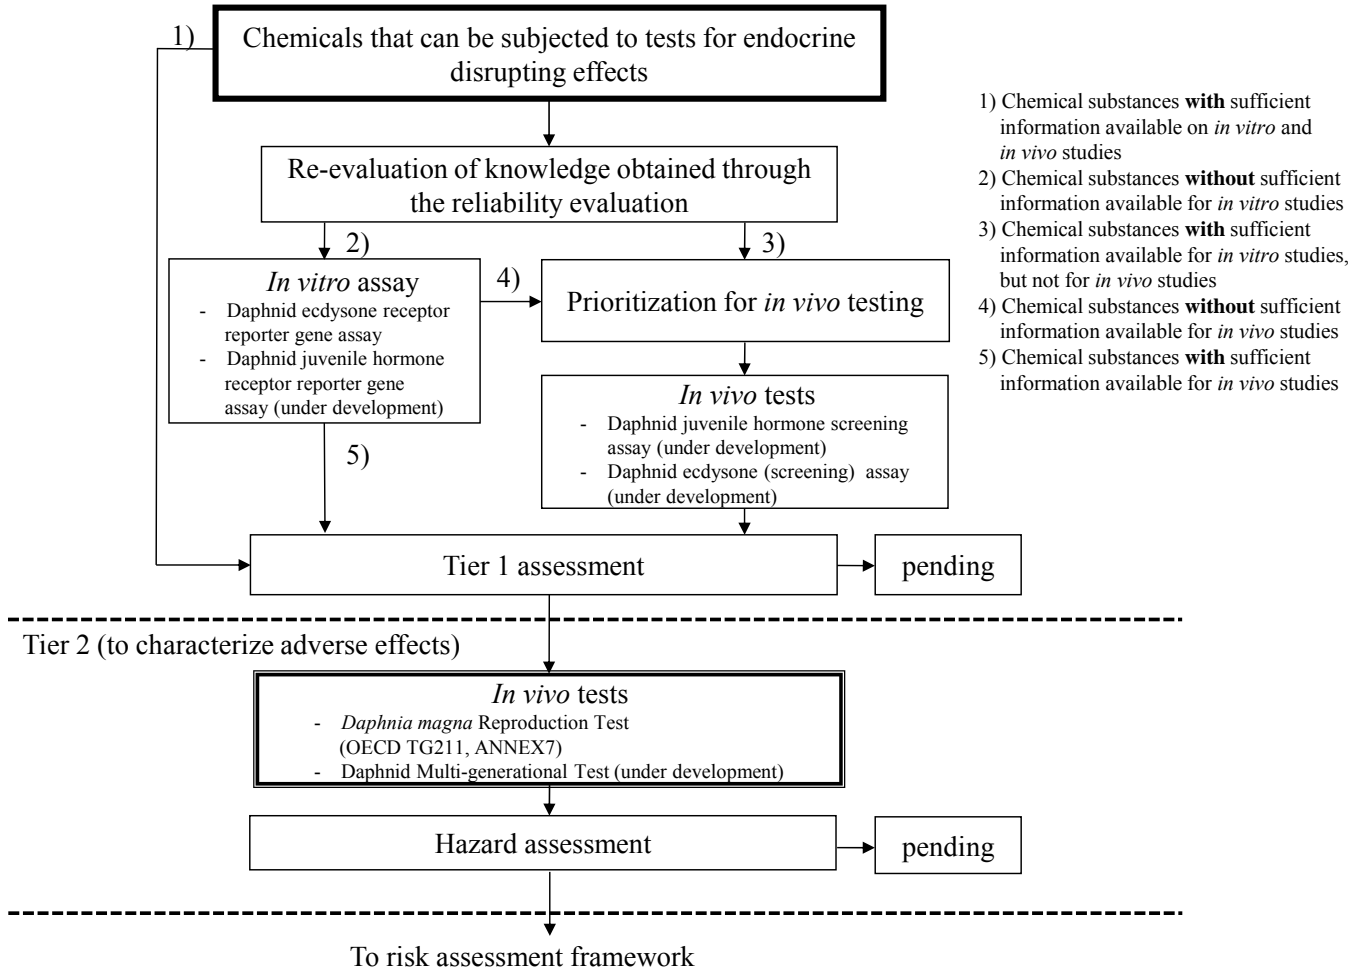 1)
Chemicals that can be subjected to tests for endocrine
disrupting effects
Re-evaluation of knowledge obtained through
the reliability evaluation
2)
3)
In vitro assay
- Daphnid ecdysone receptor
reporter gene assay
- Daphnid juvenile hormone
receptor reporter gene
assay (under development)
4)
Prioritization for in vivo testing
In vivo tests
- Daphnid juvenile hormone screening
assay (under development)
- Daphnid ecdysone (screening) assay
(under development)
5)
Tier 1 assessment
pending
Tier 2 (to characterize adverse effects)
In vivo tests
- Daphnia magna Reproduction Test
(OECD TG211, ANNEX7)
- Daphnid Multi-generational Test (under development)
Hazard assessment
pending
To risk assessment framework
1) Chemical substances with sufficient
information available on in vitro and
in vivo studies
2) Chemical substances without sufficient
information available for in vitro studies
3) Chemical substances with sufficient
information available for in vitro studies,
but not for in vivo studies
4) Chemical substances without sufficient
information available for in vivo studies
5) Chemical substances with sufficient
information available for in vivo studies